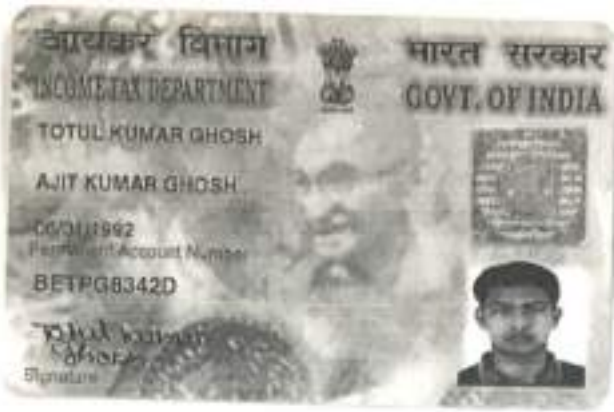 आयकर विभाग
भारत सरकार
INCOME TAX DEPARTMENT
GOVT. OF INDIA
TOTUL KUMAR GHOSH
AJIT KUMAR GHOSH
Permanent Account Number
BETPG8342D
Signature